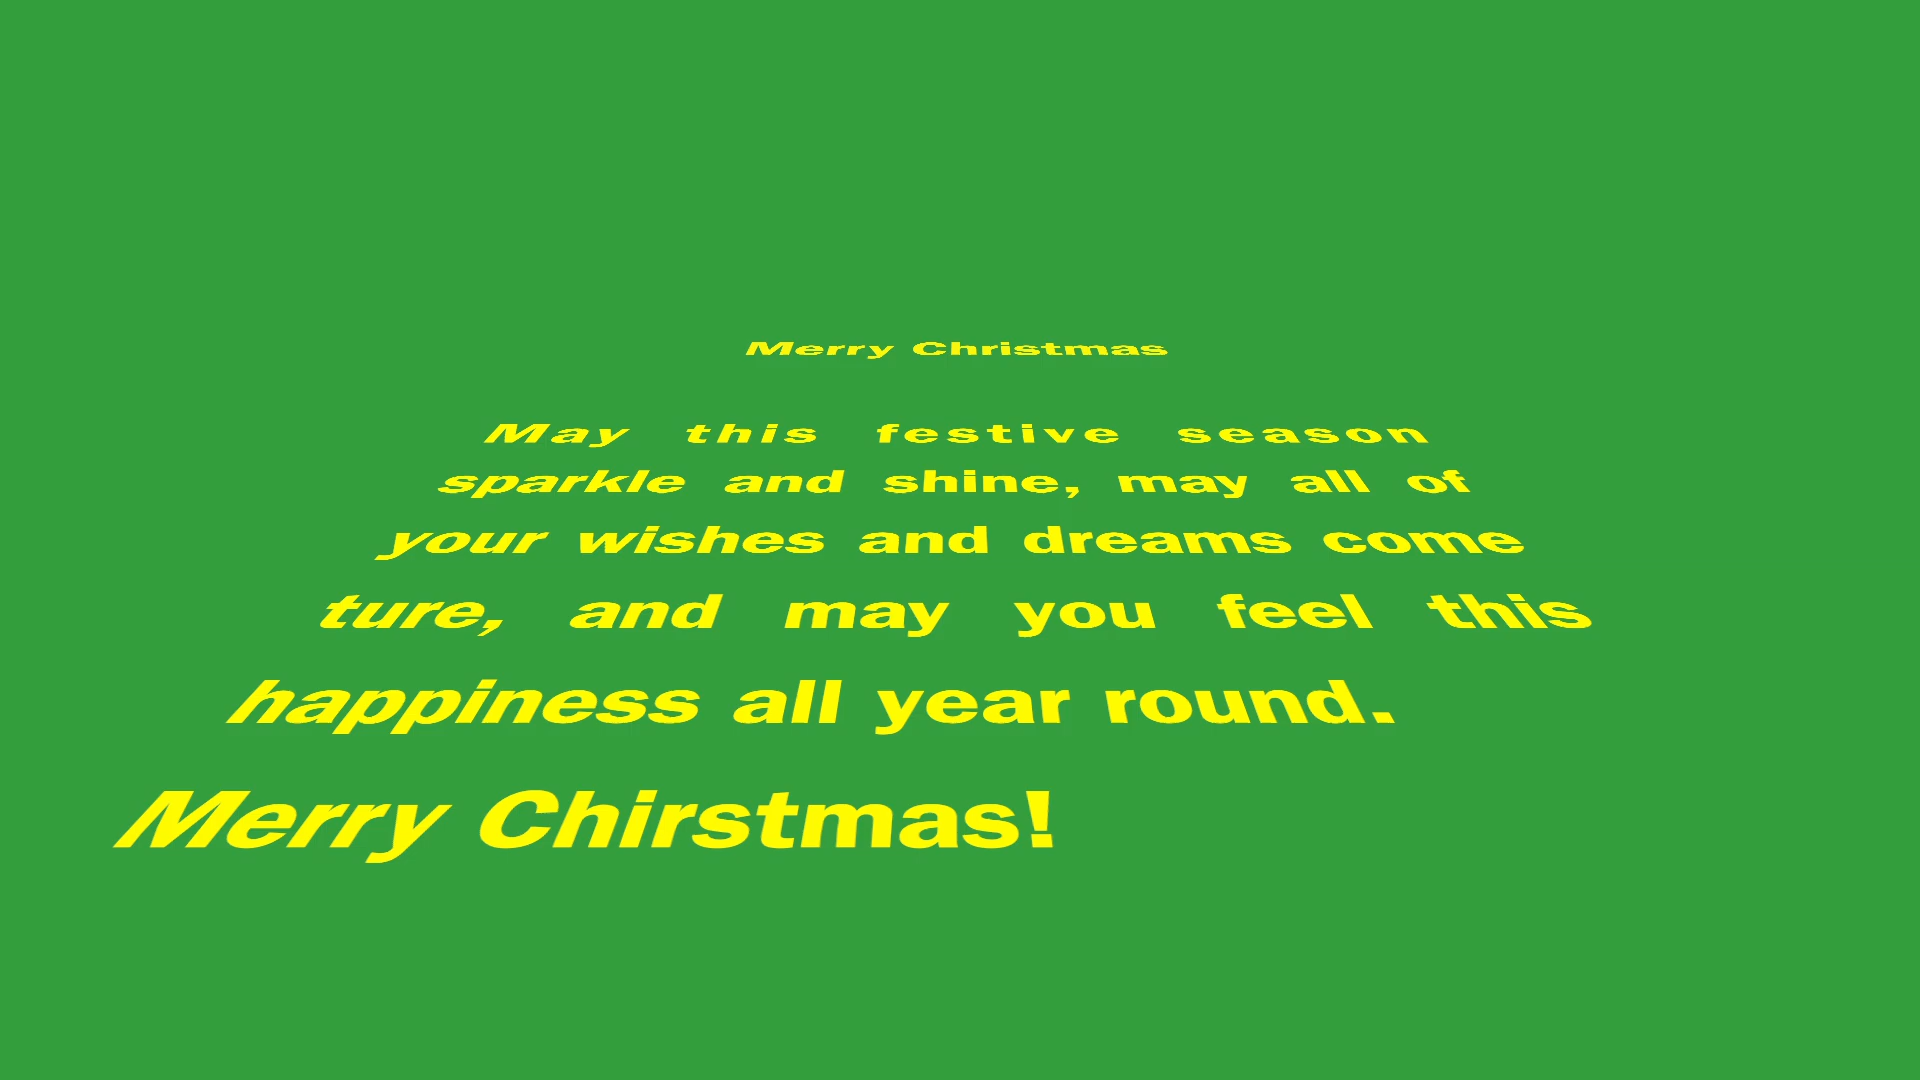 Merry Christmas
May this festive season
sparkle and shine, may all of
your wishes and dreams come
ture, and may you feel this
happiness all year round.
Merry Chirstmas!